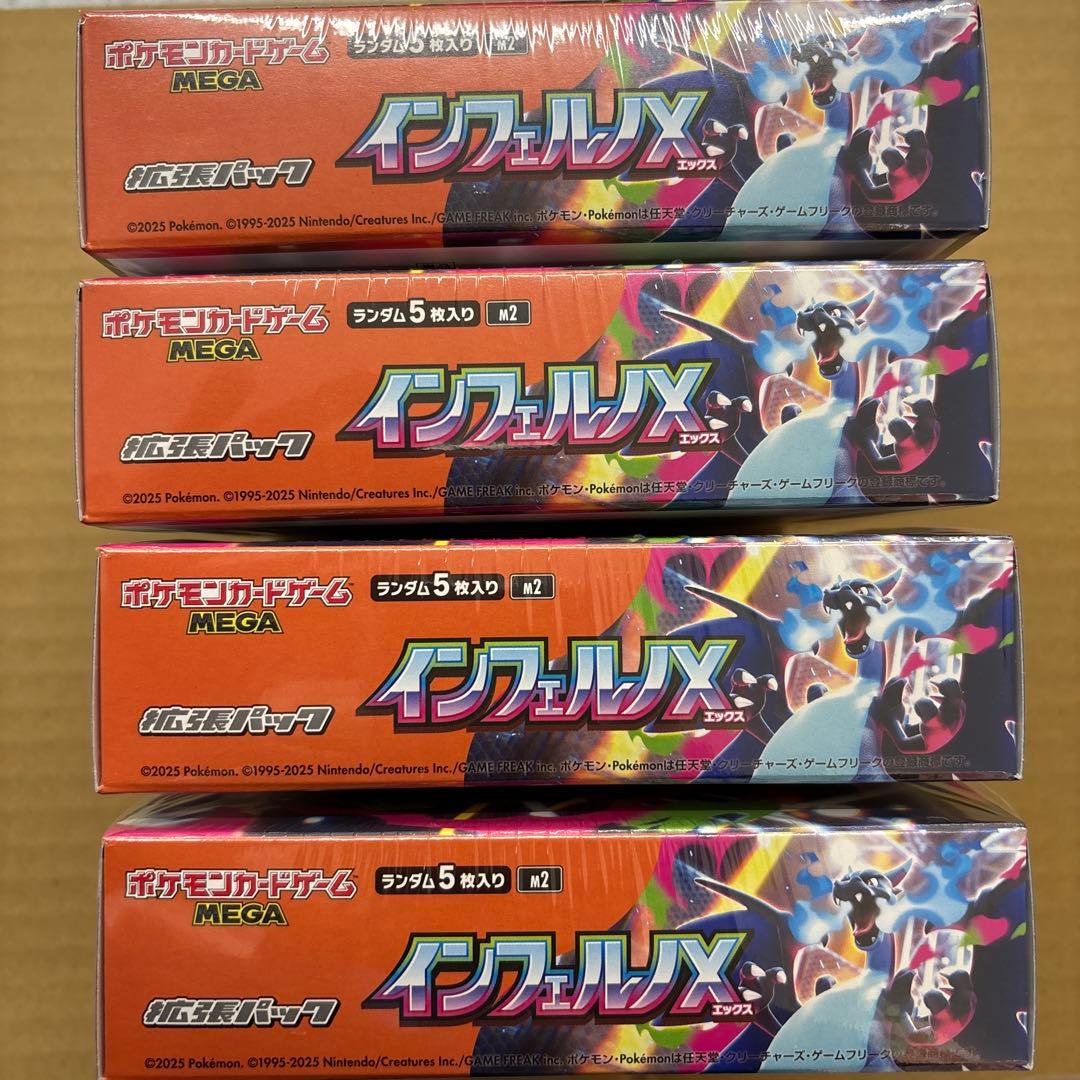 ポケモンカードゲーム
MEGA
ランダム5枚入り M2
インフェルノX
エックス
拡張パック
©2025 Pokémon. ©1995-2025 Nintendo/Creatures Inc./GAME FREAK inc. ポケモン・Pokémonは任天堂・クリーチャーズ・ゲームフリークの登録商標です。
ポケモンカードゲーム
MEGA
ランダム5枚入り M2
インフェルノX
エックス
拡張パック
©2025 Pokémon. ©1995-2025 Nintendo/Creatures Inc./GAME FREAK inc. ポケモン・Pokémonは任天堂・クリーチャーズ・ゲームフリークの登録商標です。
ポケモンカードゲーム
MEGA
ランダム5枚入り M2
インフェルノX
エックス
拡張パック
©2025 Pokémon. ©1995-2025 Nintendo/Creatures Inc./GAME FREAK inc. ポケモン・Pokémonは任天堂・クリーチャーズ・ゲームフリークの登録商標です。
ポケモンカードゲーム
MEGA
ランダム5枚入り M2
インフェルノX
エックス
拡張パック
©2025 Pokémon. ©1995-2025 Nintendo/Creatures Inc./GAME FREAK inc. ポケモン・Pokémonは任天堂・クリーチャーズ・ゲームフリークの登録商標です。